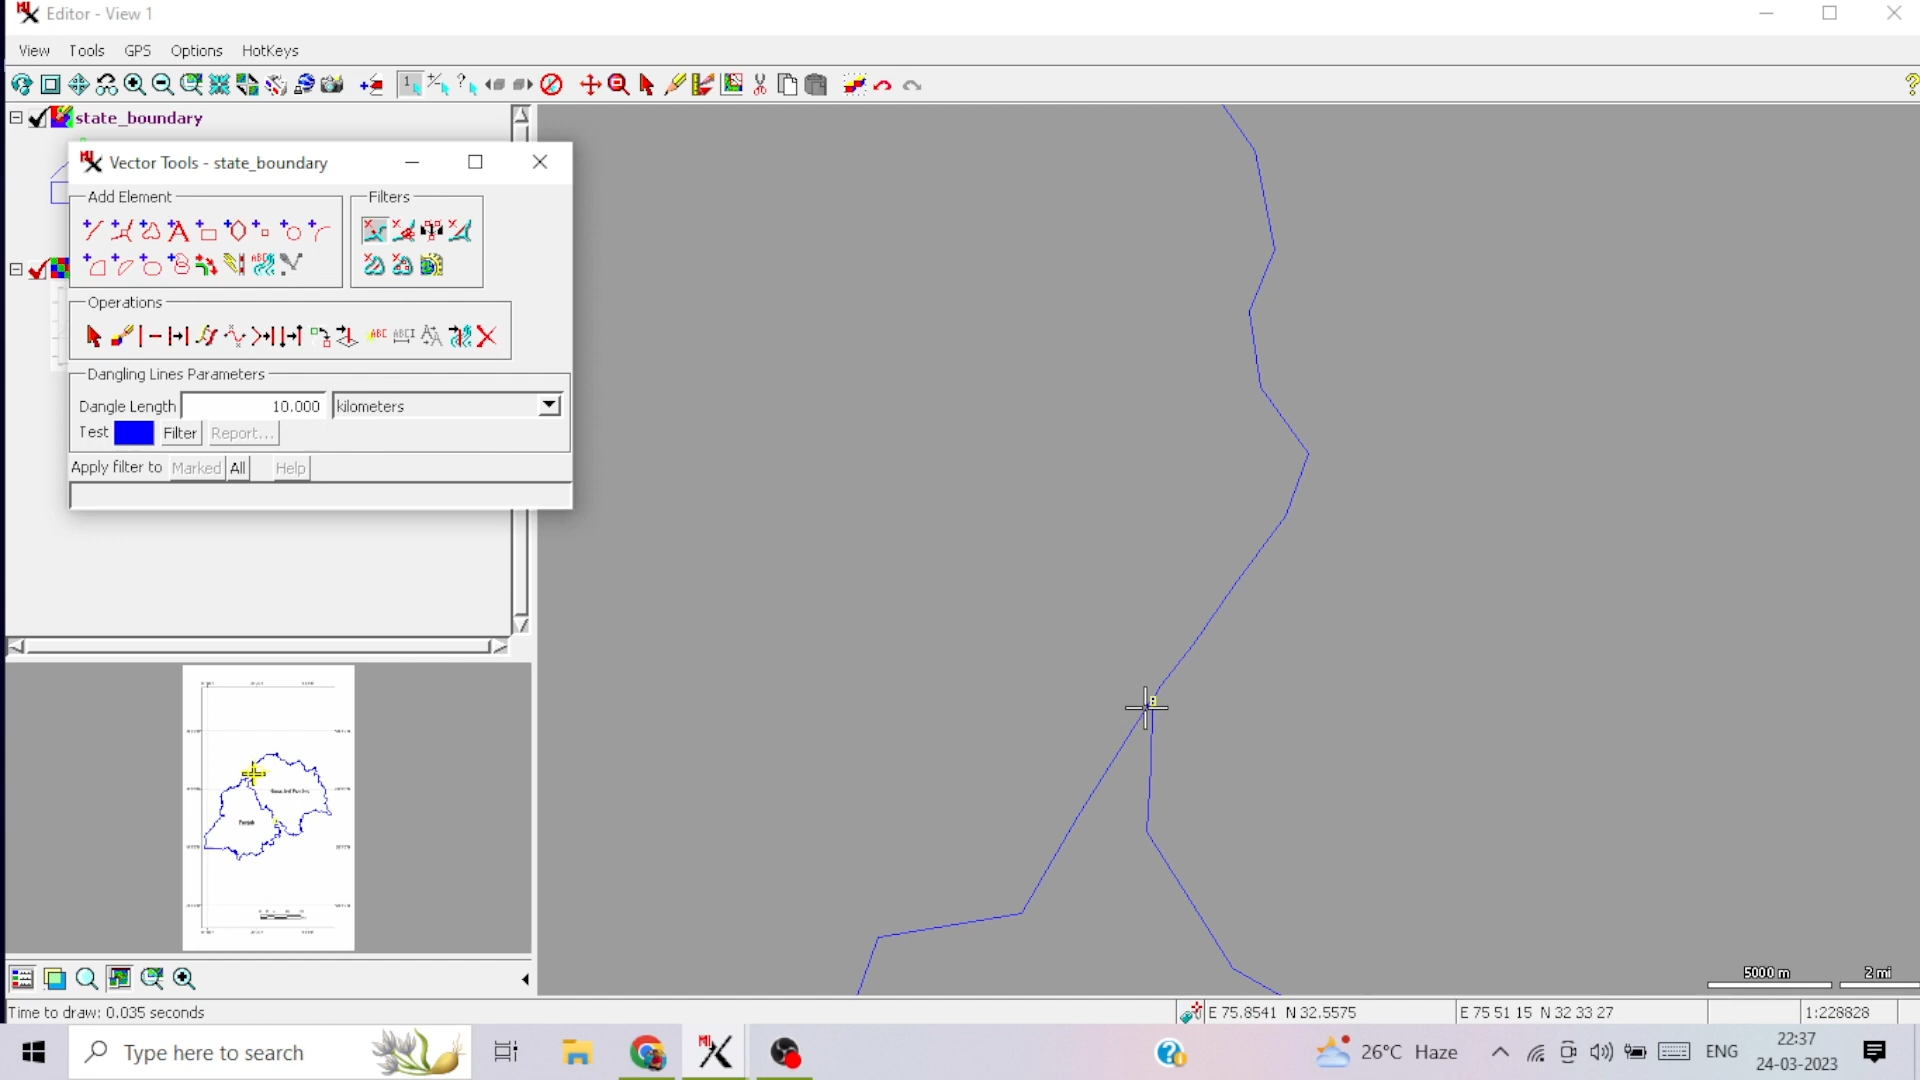 Editor - View 1
View Tools GPS Options HotKeys
state_boundary
Vector Tools - state_boundary
Add Element
Filters
Operations
Dangling Lines Parameters
Dangle Length 10.000 kilometers
Test Filter Report...
Apply filter to Marked All Help
5000 m 2 mi
Time to draw: 0.035 seconds
E 75.8541 N 32.5575
E 75 51 15 N 32 33 27
1:228828
Type here to search
26°C Haze
ENG
22:37
24-03-2023